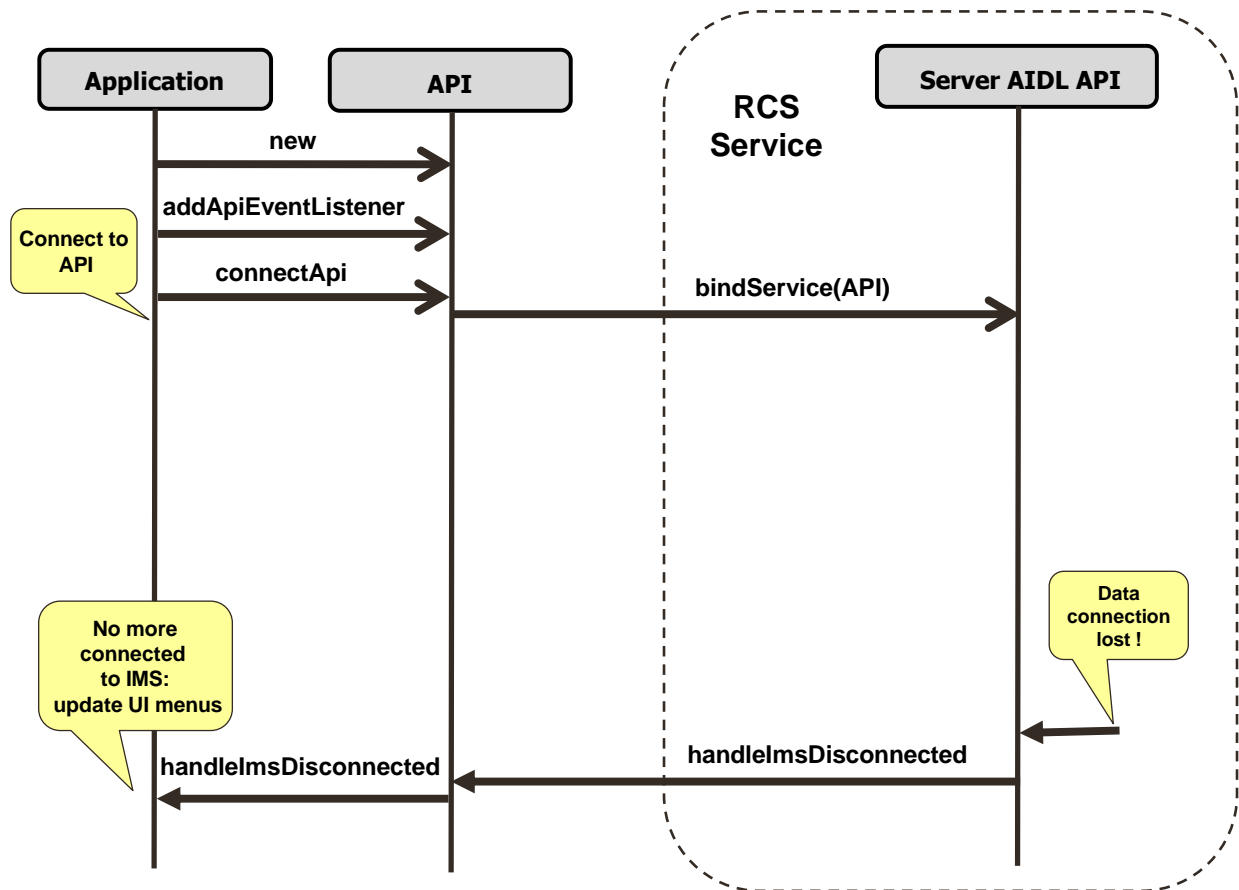 Application
API
Server AIDL API
RCS
Service
new
addApiEventListener
Connect to
API
connectApi
bindService(API)
Data
connection
lost !
No more
connected
to IMS:
update UI menus
handleImsDisconnected
handleImsDisconnected